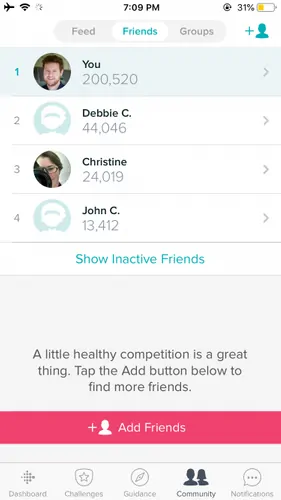 7:09 PM
31%
Feed Friends Groups
+
1 You
200,520
2 Debbie C.
44,046
3 Christine
24,019
4 John C.
13,412
Show Inactive Friends
A little healthy competition is a great
thing. Tap the Add button below to
find more friends.
+ Add Friends
Dashboard Challenges Guidance Community Notifications